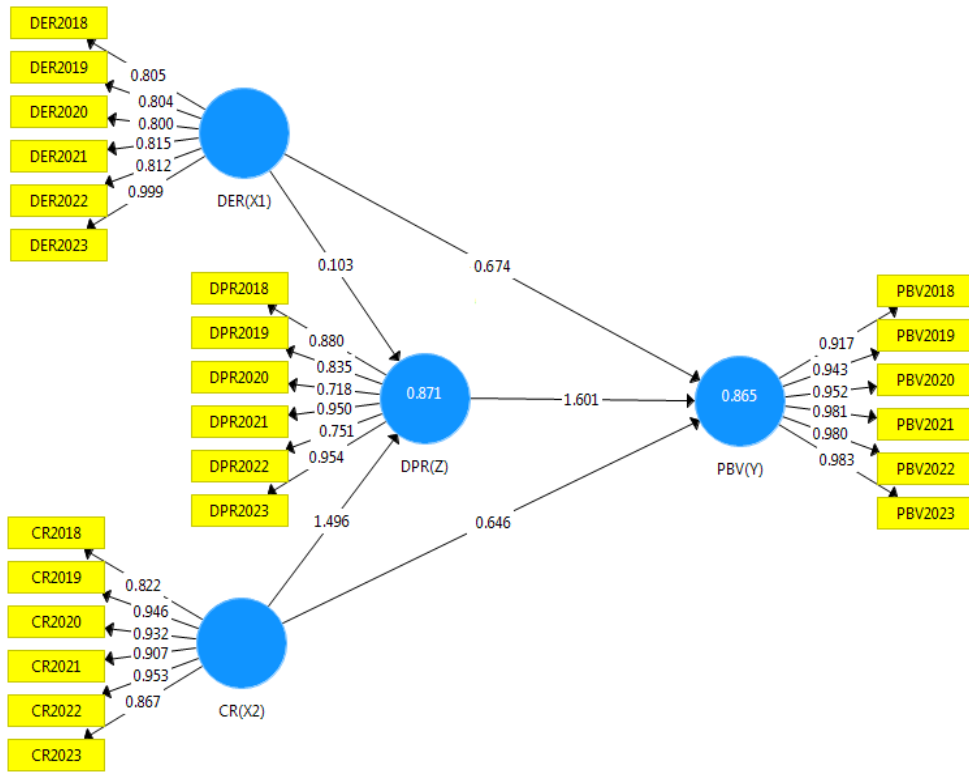 DER2018
DER2019
DER2020
DER2021
DER2022
DER2023
0.805
0.804
0.800
0.815
0.812
0.999
DER(X1)
0.103
0.674
DPR2018
DPR2019
DPR2020
DPR2021
DPR2022
DPR2023
0.880
0.835
0.718
0.950
0.751
0.954
0.871
DPR(Z)
1.601
0.865
PBV(Y)
0.917
0.943
0.952
0.981
0.980
0.983
PBV2018
PBV2019
PBV2020
PBV2021
PBV2022
PBV2023
1.496
0.646
CR2018
CR2019
CR2020
CR2021
CR2022
CR2023
0.822
0.946
0.932
0.907
0.953
0.867
CR(X2)